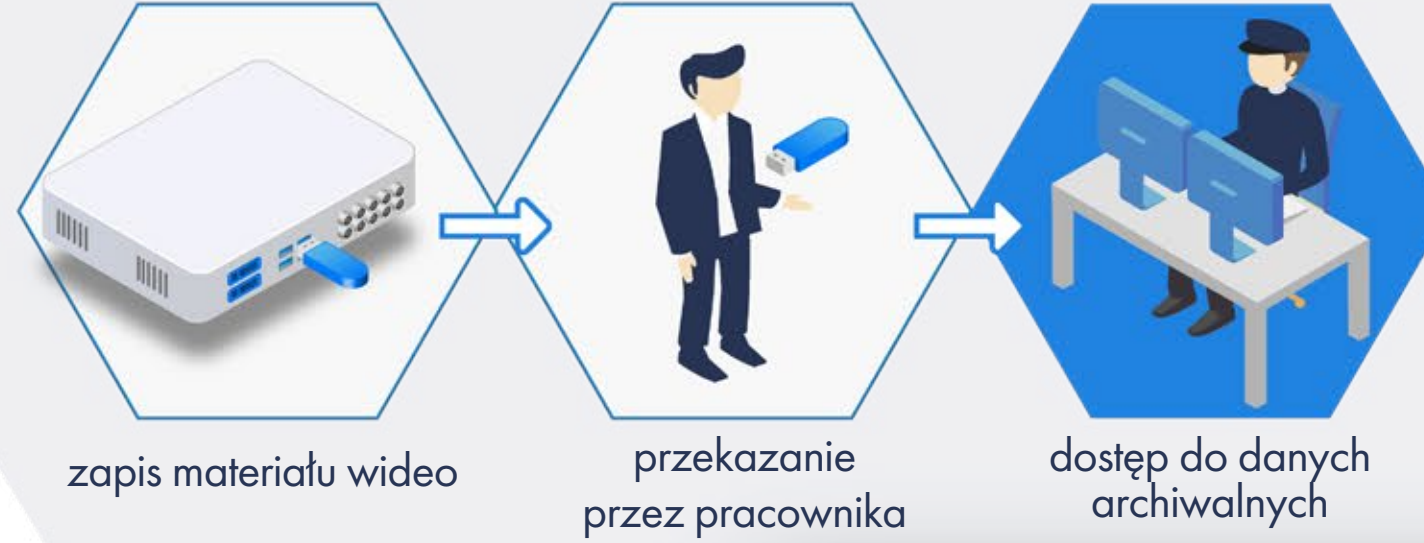 zapis materiału wideo
przekazanie
przez pracownika
dostęp do danych
archiwalnych